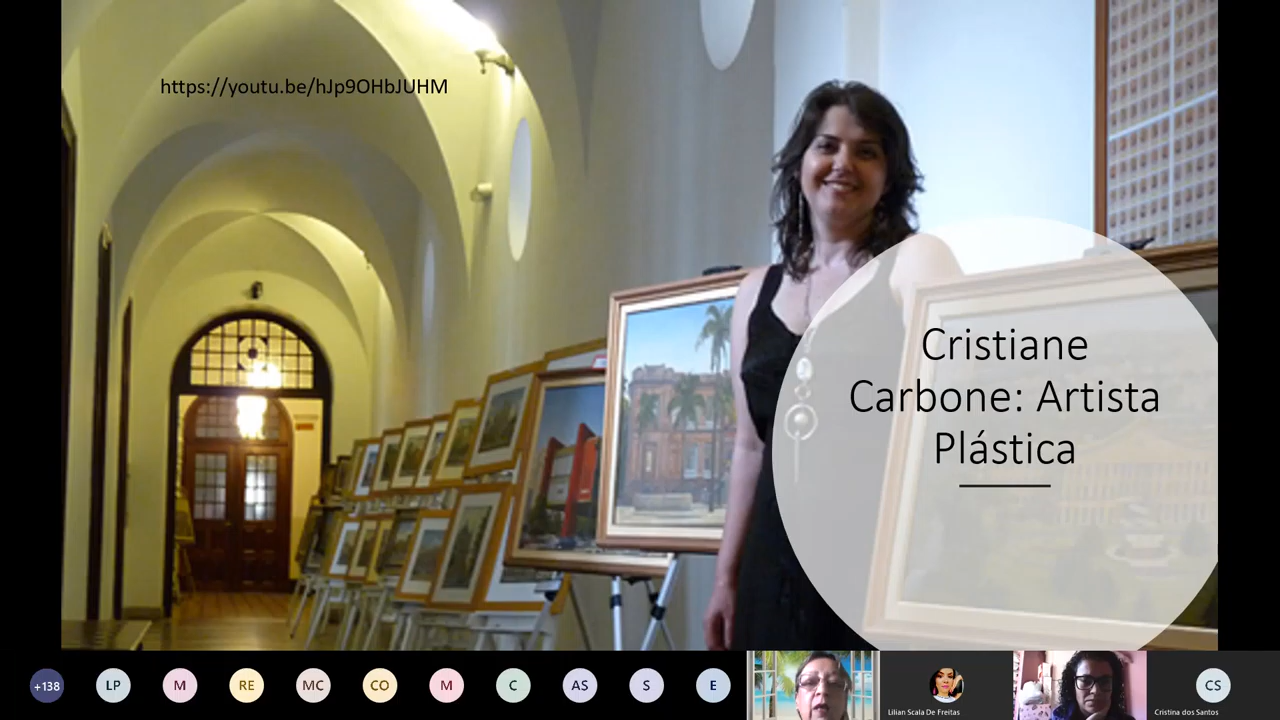 https://youtu.be/hJp9OHbJUHM
Cristiane
Carbone: Artista
Plástica
+138
LP
M
RE
MC
CO
M
C
AS
S
E
Lilian Scala De Freitas
CS
Cristina dos Santos